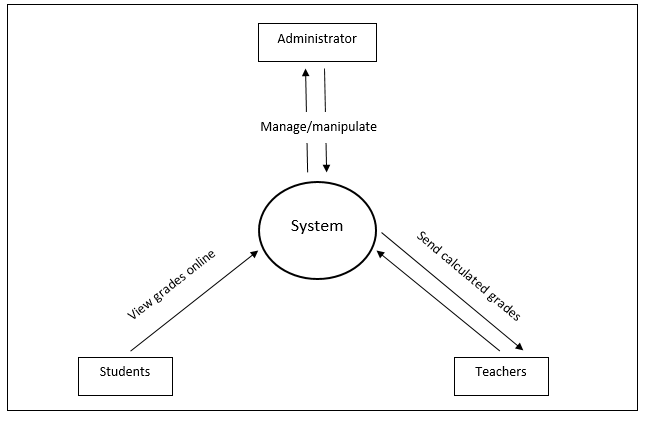 Administrator
Manage/manipulate
System
View grades online
Send calculated grades
Students
Teachers